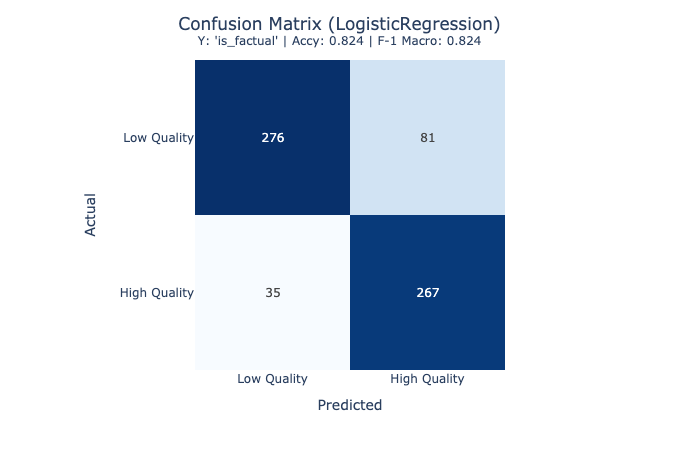 Confusion Matrix (LogisticRegression)
Y: 'is_factual' | Accy: 0.824 | F-1 Macro: 0.824
Low Quality
276
81
Actual
High Quality
35
267
Low Quality
High Quality
Predicted